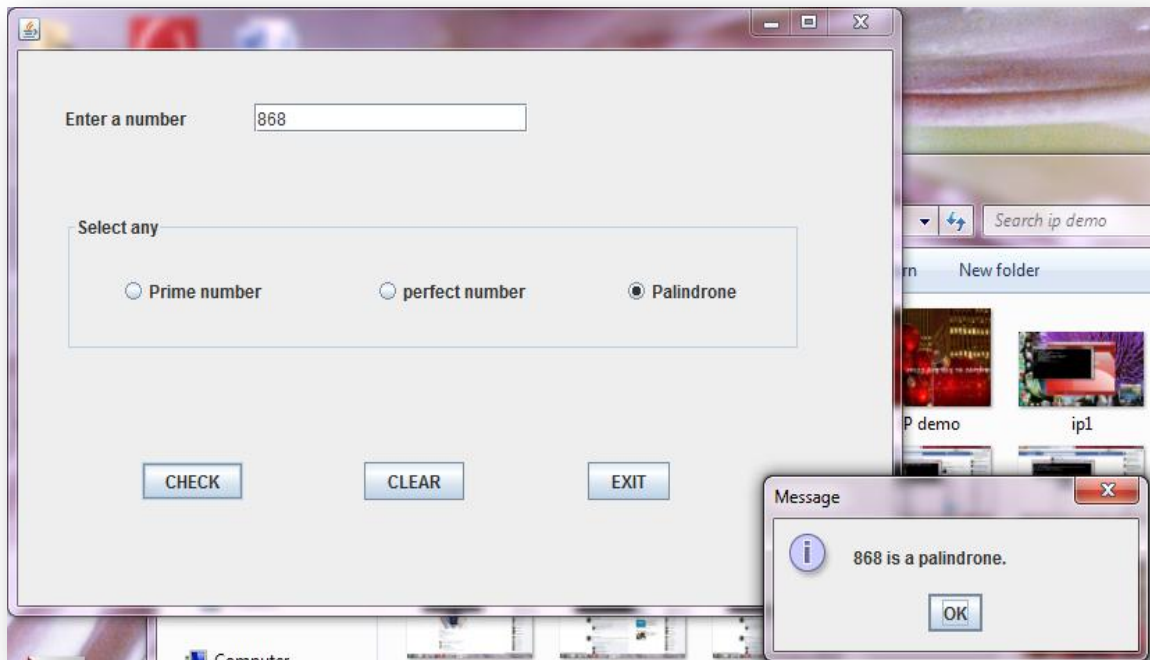 Enter a number
868
Select any
Prime number
perfect number
Palindrone
CHECK
CLEAR
EXIT
Search ip demo
New folder
P demo
ip1
Message
868 is a palindrone.
OK